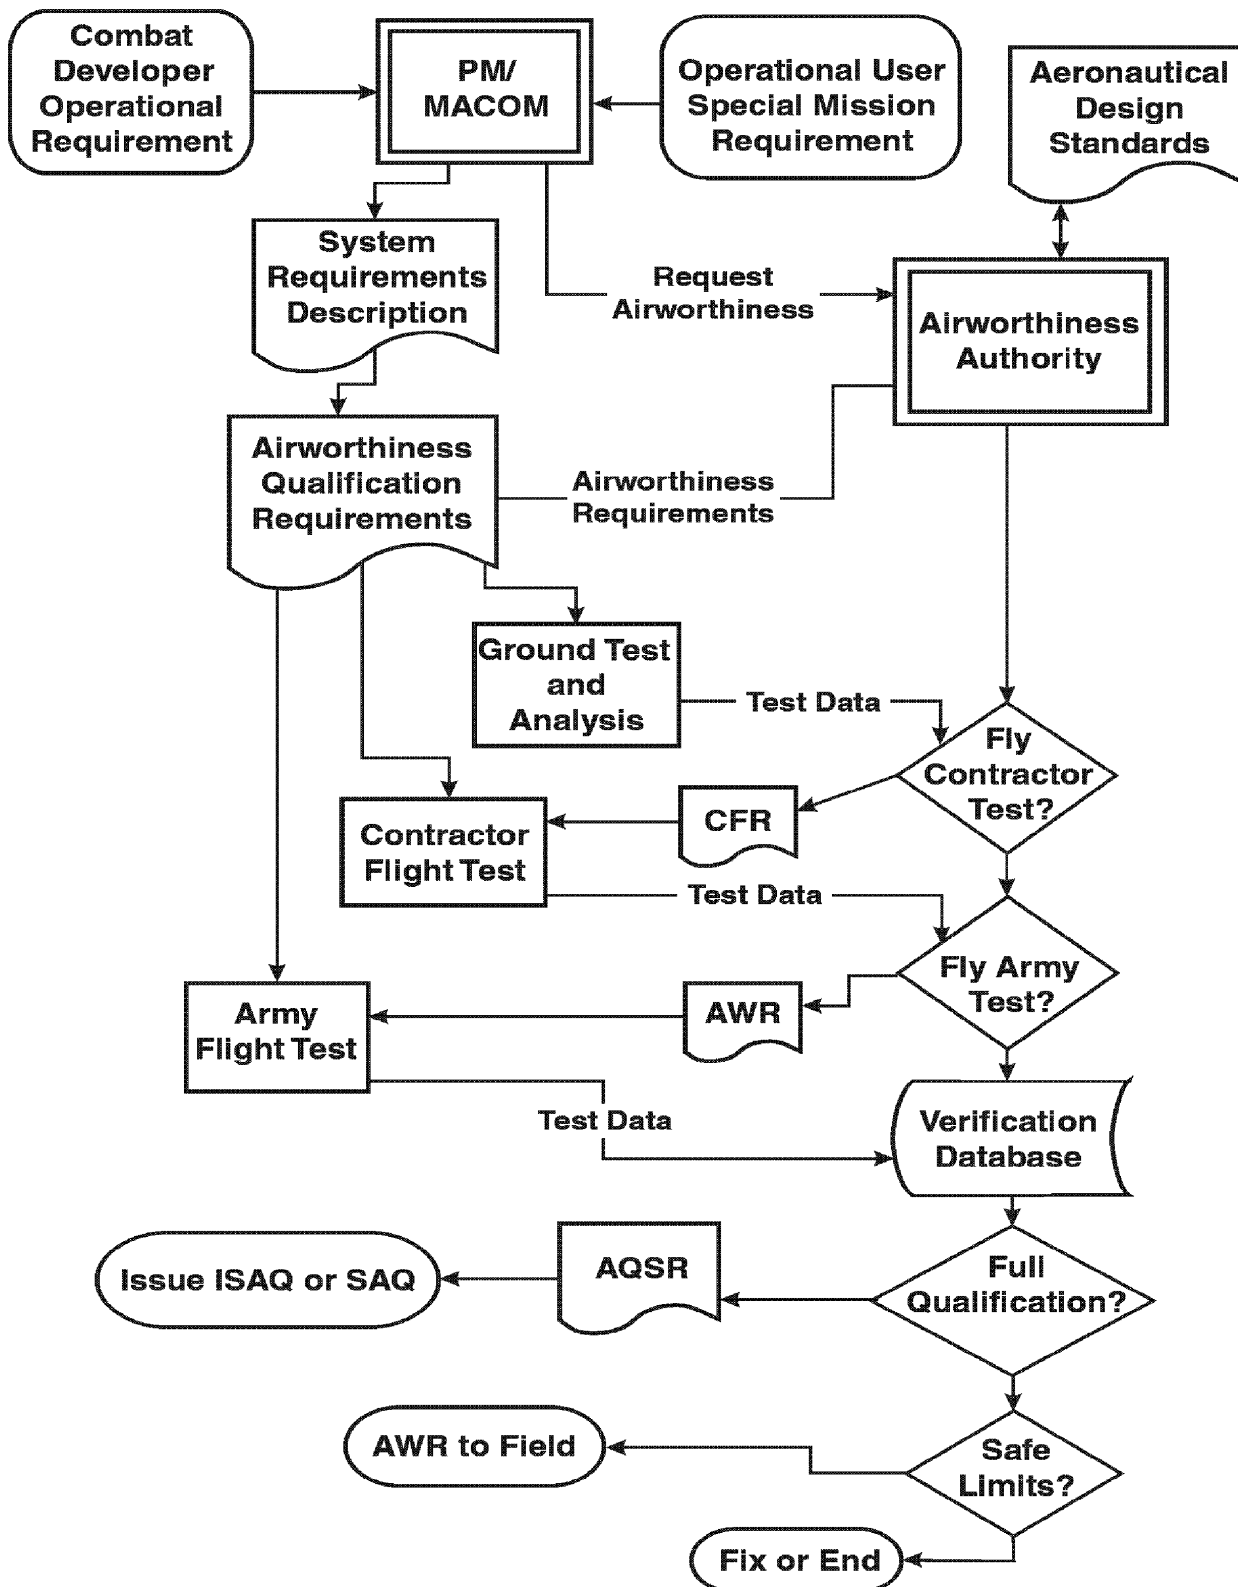 Combat
Developer
Operational
Requirement
PM/
MACOM
Operational User
Special Mission
Requirement
Aeronautical
Design
Standards
System
Requirements
Description
Request
Airworthiness
Airworthiness
Authority
Airworthiness
Qualification
Requirements
Airworthiness
Requirements
Ground Test
and
Analysis
Test Data
Fly
Contractor
Test?
CFR
Contractor
Flight Test
Test Data
Fly Army
Test?
AWR
Army
Flight Test
Test Data
Verification
Database
Full
Qualification?
AQSR
Issue ISAQ or SAQ
Safe
Limits?
AWR to Field
Fix or End